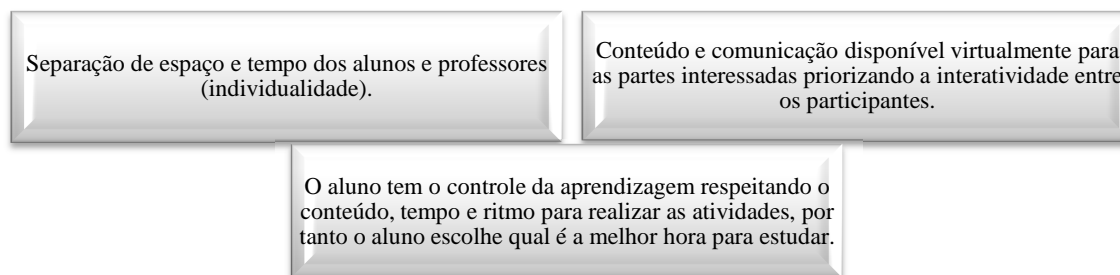 Separação de espaço e tempo dos alunos e professores
(individualidade).
Conteúdo e comunicação disponível virtualmente para
as partes interessadas priorizando a interatividade entre
os participantes.
O aluno tem o controle da aprendizagem respeitando o
conteúdo, tempo e ritmo para realizar as atividades, por
tanto o aluno escolhe qual é a melhor hora para estudar.